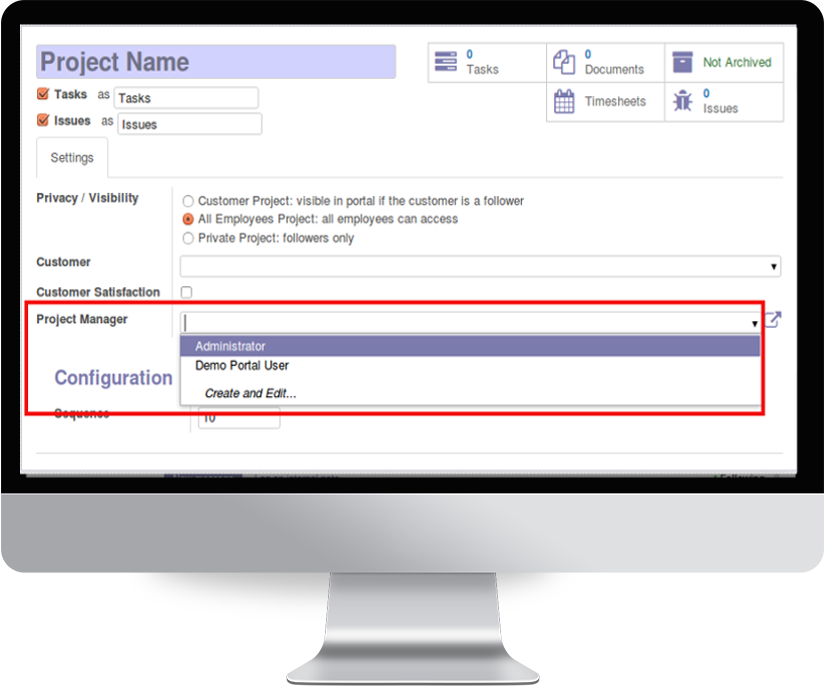 Project Name
0
Tasks
0
Documents
Not Archived
Tasks as Tasks
Timesheets
0
Issues
Issues as Issues
Settings
Privacy / Visibility
Customer Project: visible in portal if the customer is a follower
All Employees Project: all employees can access
Private Project: followers only
Customer
Customer Satisfaction
Project Manager
Administrator
Demo Portal User
Configuration
Create and Edit...
Sequence
10